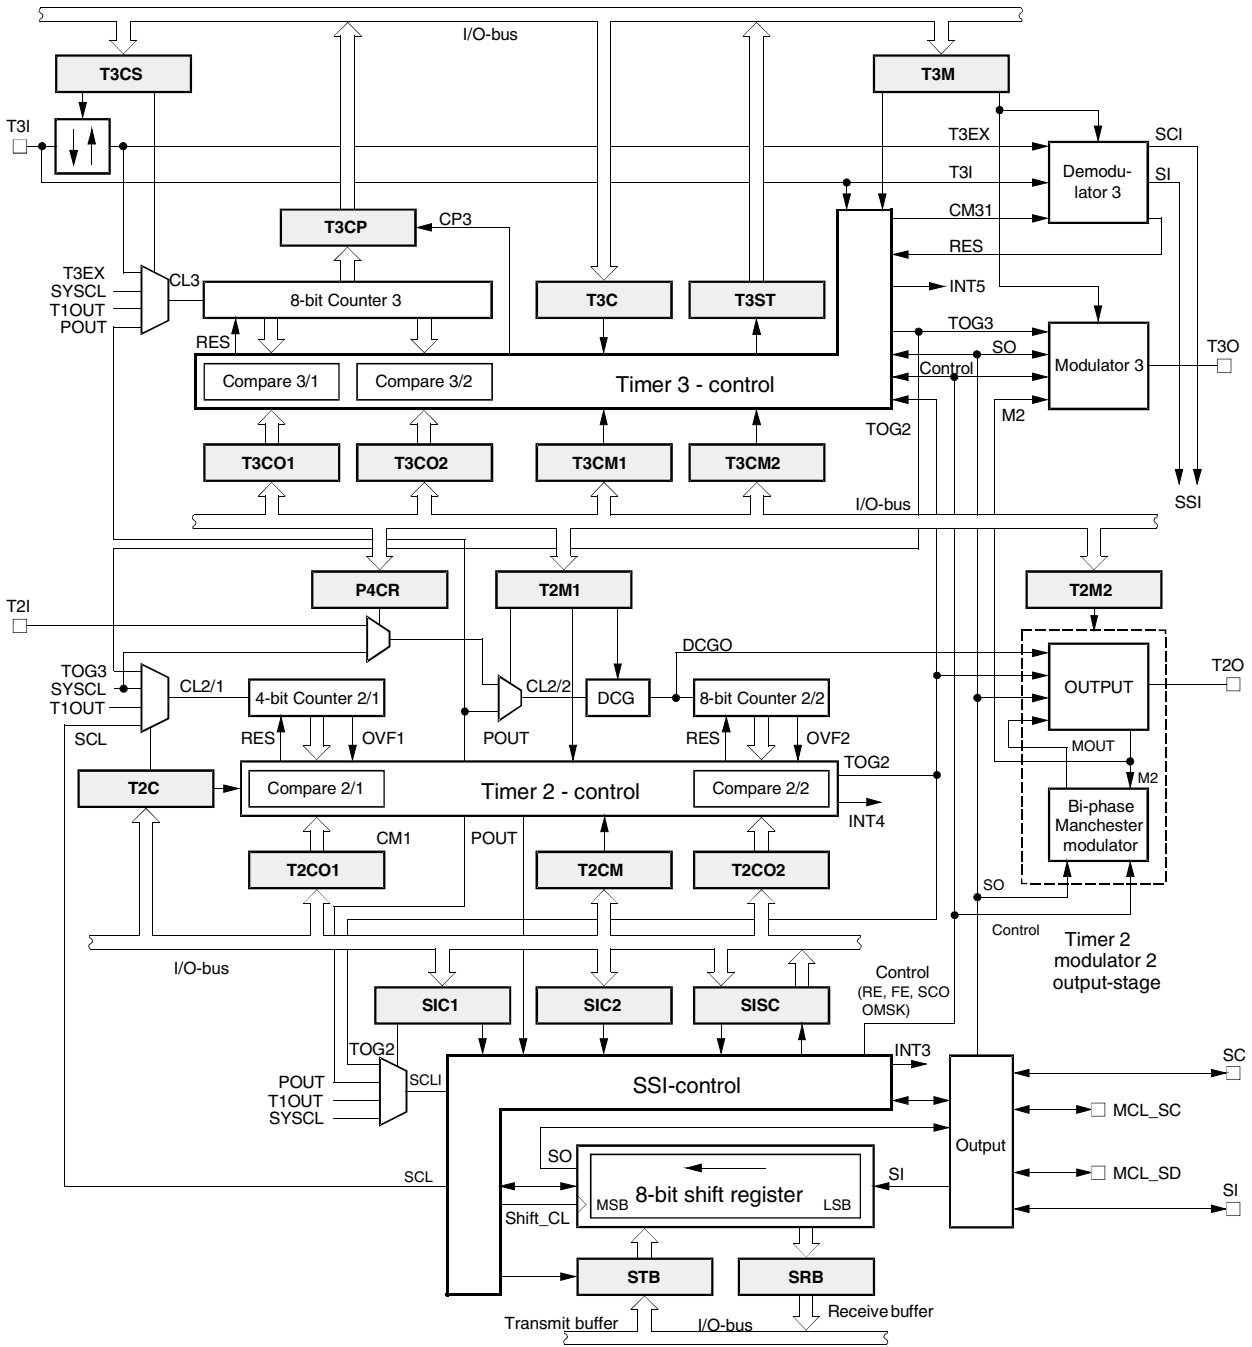 I/O-bus
T3CS
T3M
T3I
T3EX
SCI
T3I
SI
Demodu-
lator 3
T3CP
CP3
CM31
RES
T3EX
SYSCL
T1OUT
POUT
CL3
8-bit Counter 3
T3C
T3ST
INT5
RES
TOG3
SO
Control
Modulator 3
T3O
Compare 3/1
Compare 3/2
Timer 3 - control
M2
TOG2
T3CO1
T3CO2
T3CM1
T3CM2
I/O-bus
SSI
P4CR
T2M1
T2M2
T2I
DCGO
TOG3
SYSCL
T1OUT
SCL
CL2/1
4-bit Counter 2/1
CL2/2
DCG
8-bit Counter 2/2
OUTPUT
T2O
RES
OVF1
POUT
RES
OVF2
MOUT
TOG2
T2C
Compare 2/1
Timer 2 - control
Compare 2/2
M2
Bi-phase
Manchester
modulator
INT4
CM1
POUT
T2CO1
T2CM
T2CO2
SO
Control
Timer 2
modulator 2
output-stage
I/O-bus
Control
(RE, FE, SCO
OMSK)
SIC1
SIC2
SISC
TOG2
INT3
POUT
T1OUT
SYSCL
SCLI
SSI-control
SC
MCL_SC
Output
SO
SCL
SI
8-bit shift register
MSB
LSB
MCL_SD
SI
Shift_CL
STB
SRB
Transmit buffer
I/O-bus
Receive buffer